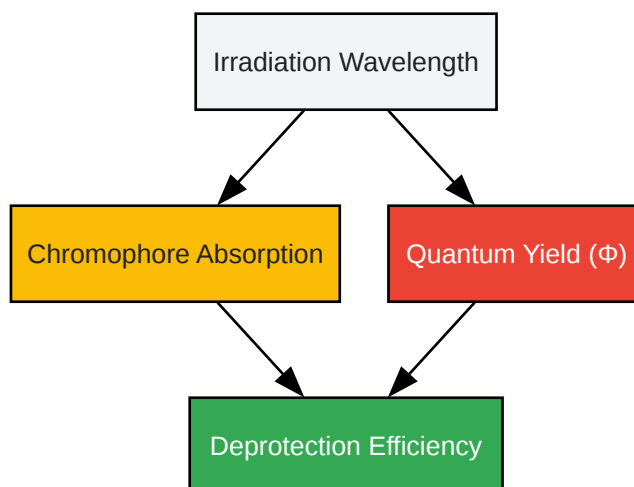 Irradiation Wavelength
Chromophore Absorption
Quantum Yield (Φ)
Deprotection Efficiency